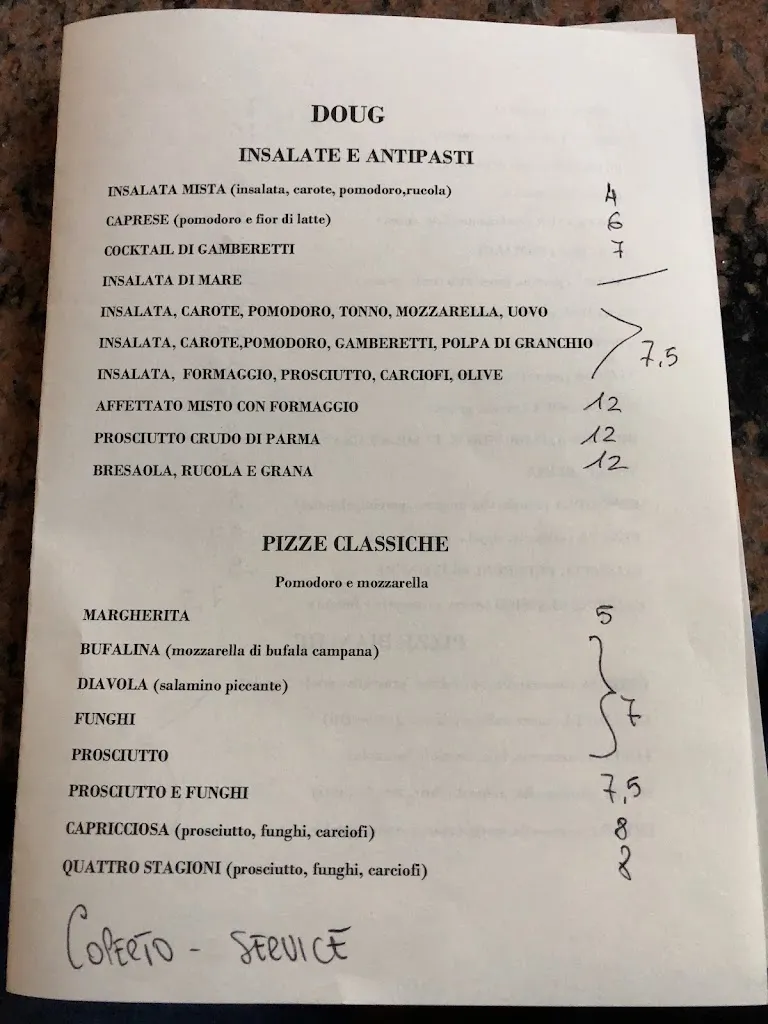 DOUG
INSALATE E ANTIPASTI
INSALATA MISTA (insalata, carote, pomodoro,rucola) 4
CAPRESE (pomodoro e fior di latte) 6
COCKTAIL DI GAMBERETTI 7
INSALATA DI MARE —
INSALATA, CAROTE, POMODORO, TONNO, MOZZARELLA, UOVO
INSALATA, CAROTE,POMODORO, GAMBERETTI, POLPA DI GRANCHIO 7,5
INSALATA, FORMAGGIO, PROSCIUTTO, CARCIOFI, OLIVE
AFFETTATO MISTO CON FORMAGGIO 12
PROSCIUTTO CRUDO DI PARMA 12
BRESAOLA, RUCOLA E GRANA 12
PIZZE CLASSICHE
Pomodoro e mozzarella
MARGHERITA 5
BUFALINA (mozzarella di bufala campana)
DIAVOLA (salamino piccante) 7
FUNGHI
PROSCIUTTO
PROSCIUTTO E FUNGHI 7,5
CAPRICCIOSA (prosciutto, funghi, carciofi) 8
QUATTRO STAGIONI (prosciutto, funghi, carciofi) 8
COPERTO - SERVICE